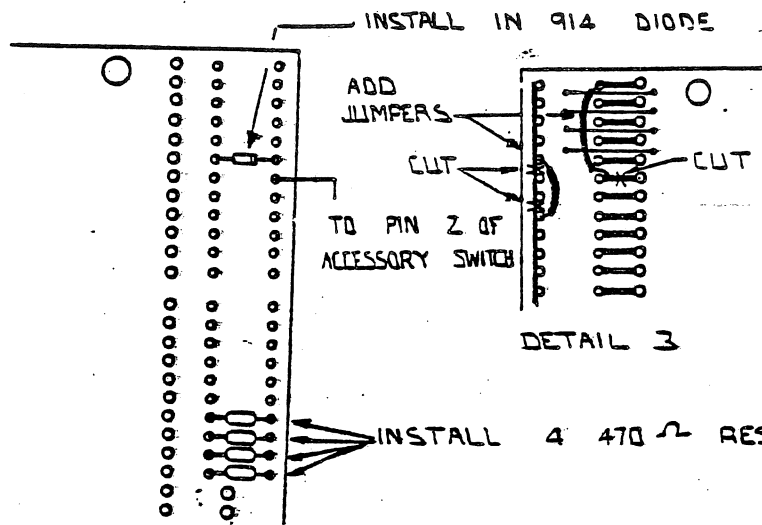 INSTALL IN 914 DIODE
ADD
JUMPERS
CUT
CUT
TO PIN 2 OF
ACCESSORY SWITCH
DETAIL 3
INSTALL 4 470 Ω RES